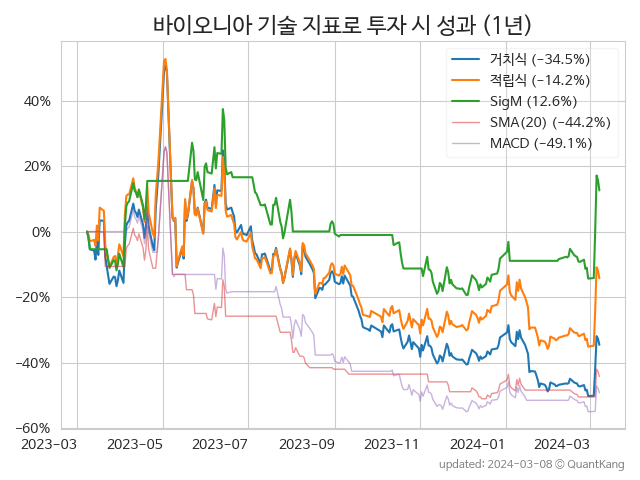 바이오니아 기술 지표로 투자 시 성과 (1년)
거치식 (−34.5%)
적립식 (−14.2%)
SigM (12.6%)
SMA(20) (−44.2%)
MACD (−49.1%)
40%
20%
0%
−20%
−40%
−60%
2023-03 2023-05 2023-07 2023-09 2023-11 2024-01 2024-03
updated: 2024-03-08 © QuantKang